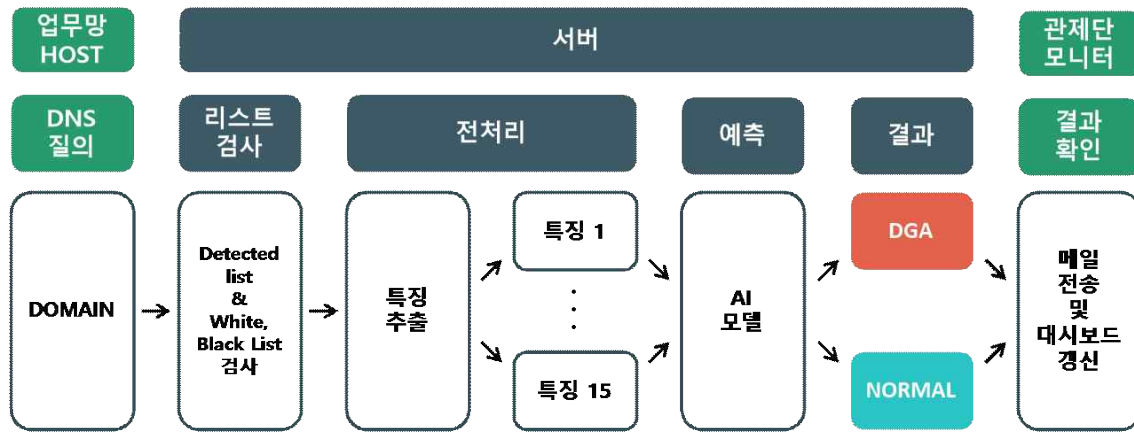 업무망
HOST
서버
관제단
모니터
DNS
질의
리스트
검사
전처리
예측
결과
결과
확인
DOMAIN
Detected
list
&
White,
Black List
검사
특징
추출
특징 1
특징 15
AI
모델
DGA
NORMAL
메일
전송
및
대시보드
갱신